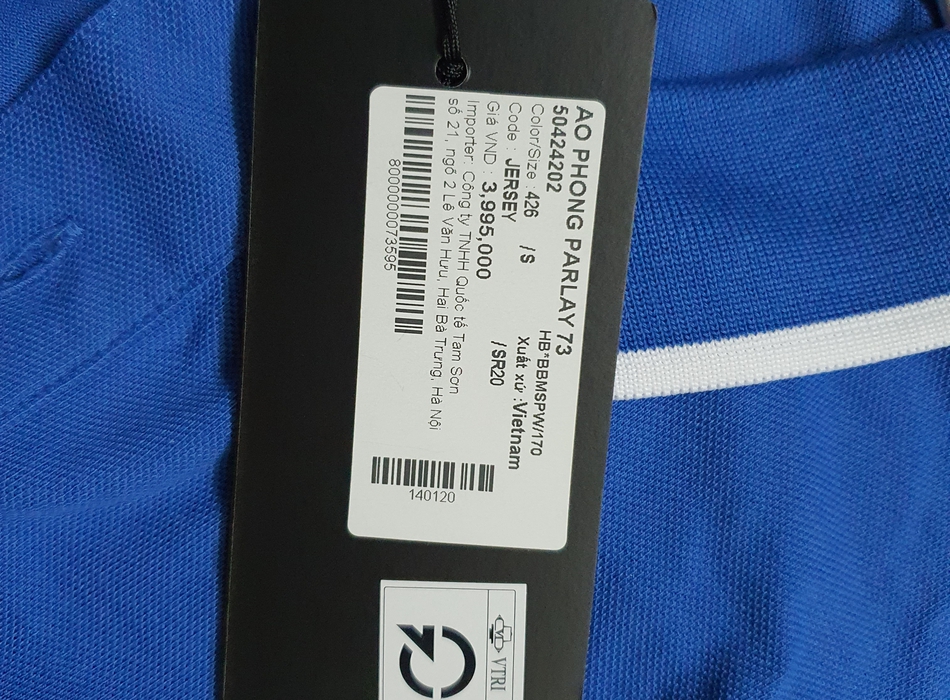 AO PHONG PARLAY 73
50424202 HB*BBMSPW/170
Color/Size : 426 / S Xuất xứ :Vietnam
Code : JERSEY
Giá VND : 3,995,000 / SR20
Importer: Công ty TNHH Quốc tế Tam Sơn
số 21, ngõ 2 Lê Văn Hưu, Hai Bà Trưng, Hà Nội
8000000073595
140120
VTRI